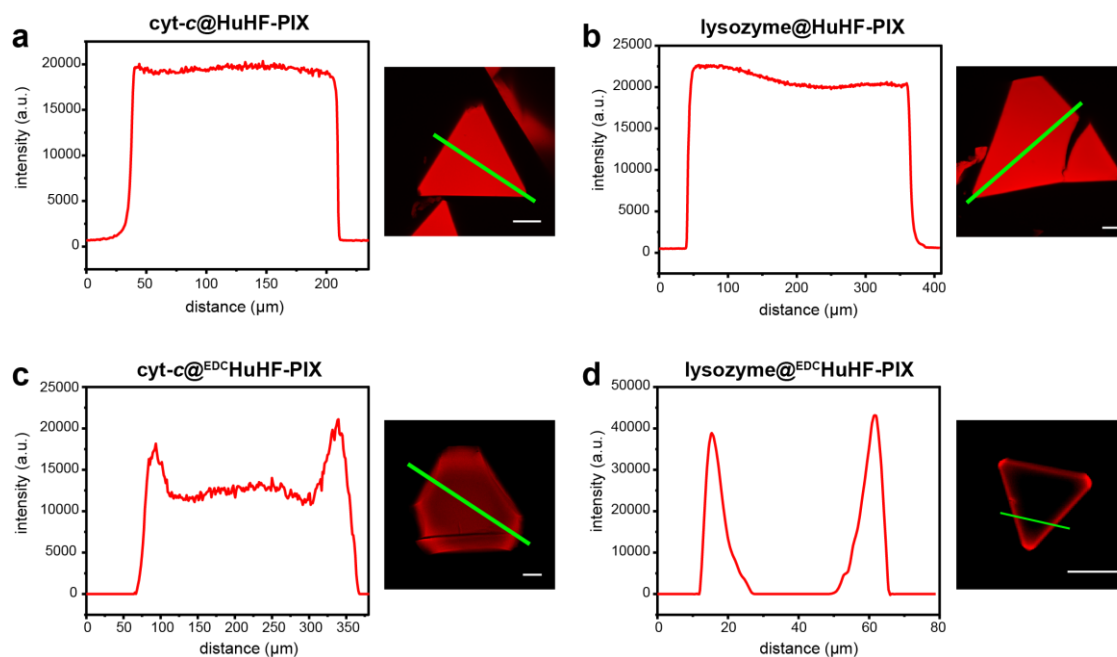 a
cyt-c@HuHF-PIX
intensity (a.u.)
20000
15000
10000
5000
0
0 50 100 150 200
distance (µm)
b
lysozyme@HuHF-PIX
intensity (a.u.)
25000
20000
15000
10000
5000
0
0 100 200 300 400
distance (µm)
c
cyt-c@EDCHuHF-PIX
intensity (a.u.)
25000
20000
15000
10000
5000
0
0 50 100 150 200 250 300 350
distance (µm)
d
lysozyme@EDCHuHF-PIX
intensity (a.u.)
50000
40000
30000
20000
10000
0
0 20 40 60 80
distance (µm)